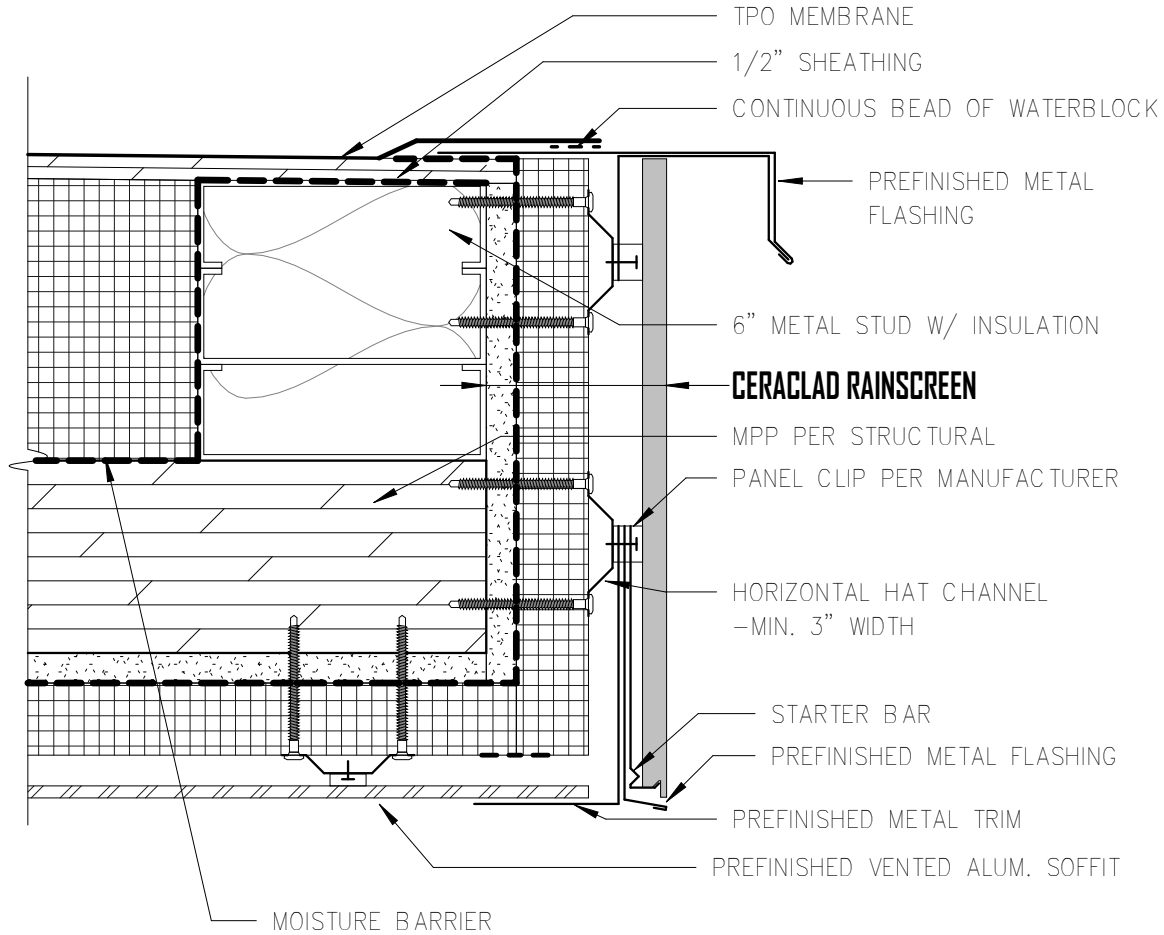 TPO MEMBRANE
1/2” SHEATHING
CONTINUOUS BEAD OF WATERBLOCK
PREFINISHED METAL
FLASHING
6” METAL STUD W/ INSULATION
CERACLAD RAINSCREEN
MPP PER STRUCTURAL
PANEL CLIP PER MANUFACTURER
HORIZONTAL HAT CHANNEL
–MIN. 3” WIDTH
STARTER BAR
PREFINISHED METAL FLASHING
PREFINISHED METAL TRIM
PREFINISHED VENTED ALUM. SOFFIT
MOISTURE BARRIER